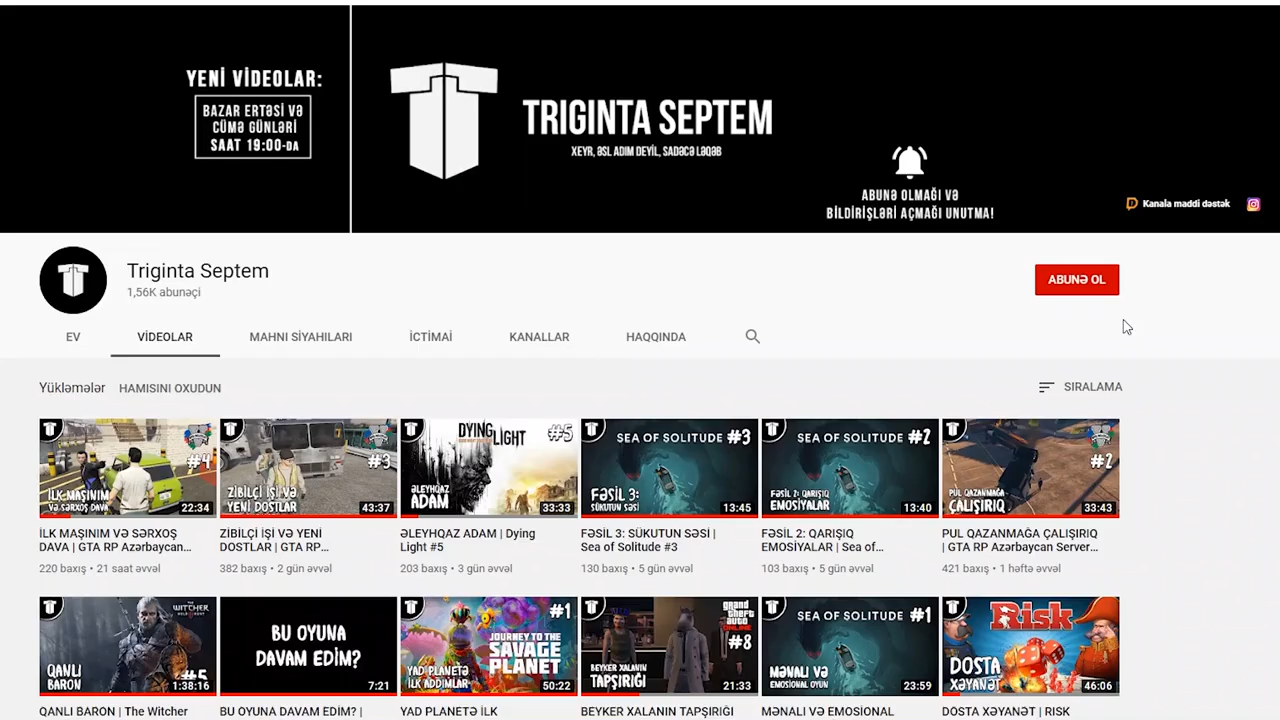 YENİ VİDEOLAR:
BAZAR ERTƏSİ VƏ
CÜMƏ GÜNLƏRİ
SAAT 19:00-DA
TRIGINTA SEPTEM
XEYR, ƏSL ADIM DEYİL, SADƏCƏ LƏQƏB
ABUNƏ OLMAĞI VƏ
BİLDİRİŞLƏRİ AÇMAĞI UNUTMA!
Kanala maddi dəstək
Triginta Septem
1,56K abunəçi
ABUNƏ OL
EV VİDEOLAR MAHNI SİYAHILARI İCTİMAİ KANALLAR HAQQINDA
Yükləmələr HAMISINI OXUDUN SIRALAMA
#4
İLK MAŞINIM
VƏ SƏRXOŞ DAVA
22:34
#3
ZİBİLÇİ İŞİ VƏ
YENİ DOSTLAR
43:37
DYING LIGHT #5
ƏLEYHQAZ
ADAM
33:33
SEA OF SOLITUDE #3
FƏSİL 3:
SÜKUTUN SƏSİ
13:45
SEA OF SOLITUDE #2
FƏSİL 2: QARIŞIQ
EMOSİYALAR
13:40
#2
PUL QAZANMAĞA
ÇALIŞIRIQ
33:43
İLK MAŞINIM VƏ SƏRXOŞ
DAVA | GTA RP Azərbaycan...
220 baxış • 21 saat əvvəl
ZİBİLÇİ İŞİ VƏ YENİ
DOSTLAR | GTA RP...
382 baxış • 2 gün əvvəl
ƏLEYHQAZ ADAM | Dying
Light #5
203 baxış • 3 gün əvvəl
FƏSİL 3: SÜKUTUN SƏSİ |
Sea of Solitude #3
130 baxış • 5 gün əvvəl
FƏSİL 2: QARIŞIQ
EMOSİYALAR | Sea of...
103 baxış • 5 gün əvvəl
PUL QAZANMAĞA ÇALIŞIRIQ
| GTA RP Azərbaycan Server...
421 baxış • 1 həftə əvvəl
THE WITCHER
QANLI
BARON
#5
1:38:16
BU OYUNA
DAVAM EDİM?
7:21
#1
JOURNEY TO THE
SAVAGE
PLANET
YAD PLANETƏ
İLK ADDIMLAR
50:22
grand
theft
auto
ONLINE
#8
BEYKER XALANIN
TAPŞIRIĞI
21:33
SEA OF SOLITUDE #1
MƏNALI VƏ
EMOSIONAL OYUN
23:59
Risk
DOSTA
XƏYANƏT
46:06
QANLI BARON | The Witcher
BU OYUNA DAVAM EDİM? |
YAD PLANETƏ İLK
BEYKER XALANIN TAPŞIRIĞI
MƏNALI VƏ EMOSIONAL
DOSTA XƏYANƏT | RISK